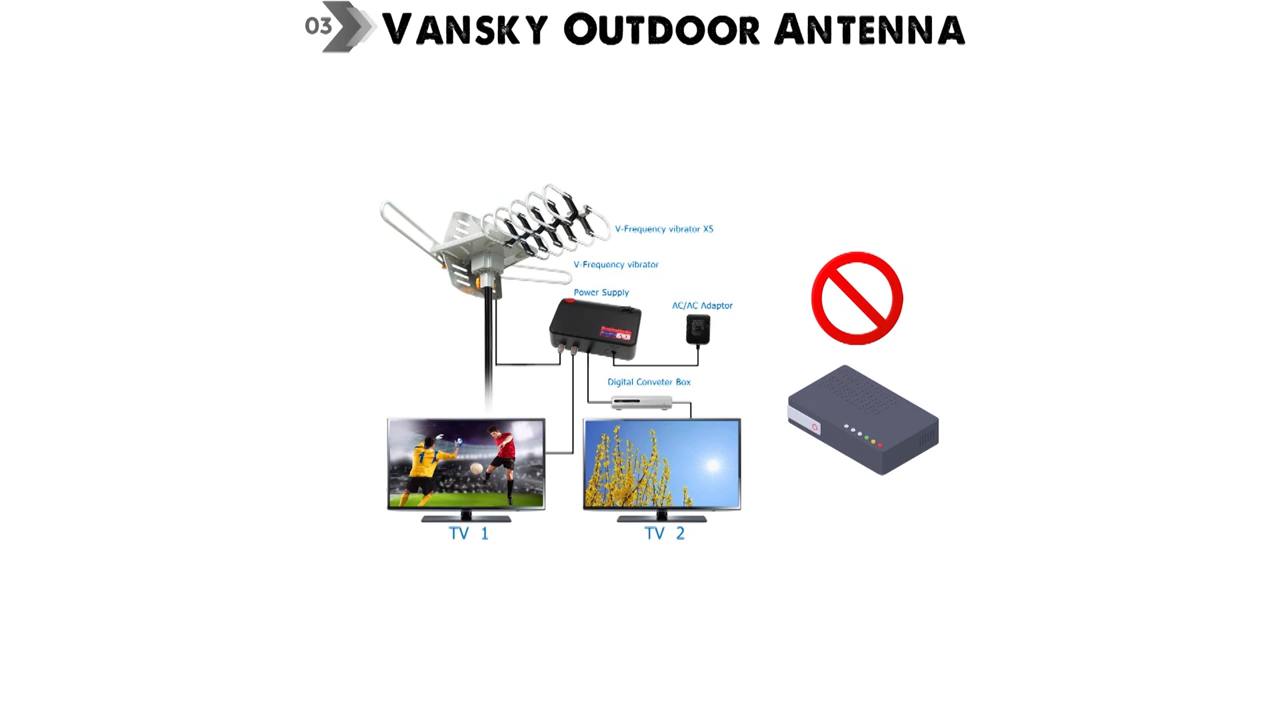 03
VANSKY OUTDOOR ANTENNA
V-Frequency vibrator X5
V-Frequency vibrator
Power Supply
AC/AC Adaptor
Digital Conveter Box
TV 1
TV 2